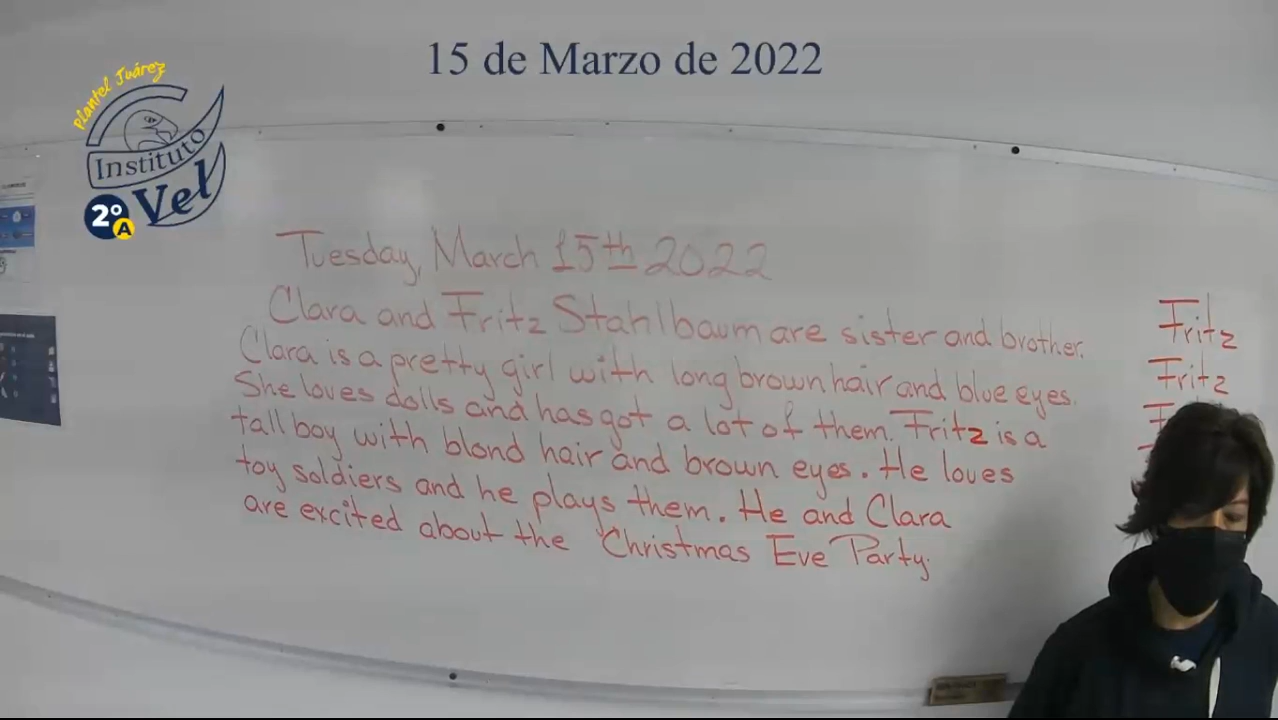 15 de Marzo de 2022
Plantel Juárez
Instituto
Vel
2º
A
Tuesday, March 15th 2022
Clara and Fritz Stahlbaum are sister and brother.
Clara is a pretty girl with long brown hair and blue eyes.
She loves dolls and has got a lot of them. Fritz is a
tall boy with blond hair and brown eyes. He loves
toy soldiers and he plays them. He and Clara
are excited about the Christmas Eve Party.
Fritz
Fritz